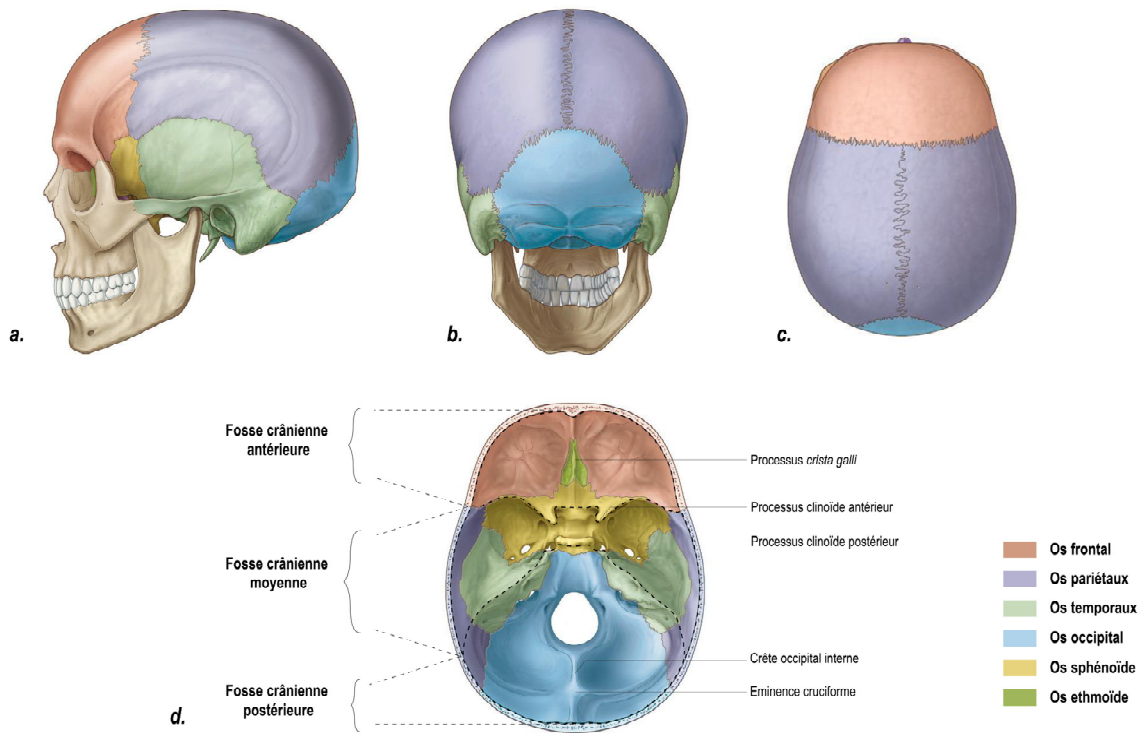 a.
b.
c.
Fosse crânienne
antérieure
Processus crista galli
Processus clinoïde antérieur
Processus clinoïde postérieur
Fosse crânienne
moyenne
Crête occipital interne
Eminence cruciforme
Fosse crânienne
postérieure
d.
Os frontal
Os pariétaux
Os temporaux
Os occipital
Os sphénoïde
Os ethmoïde